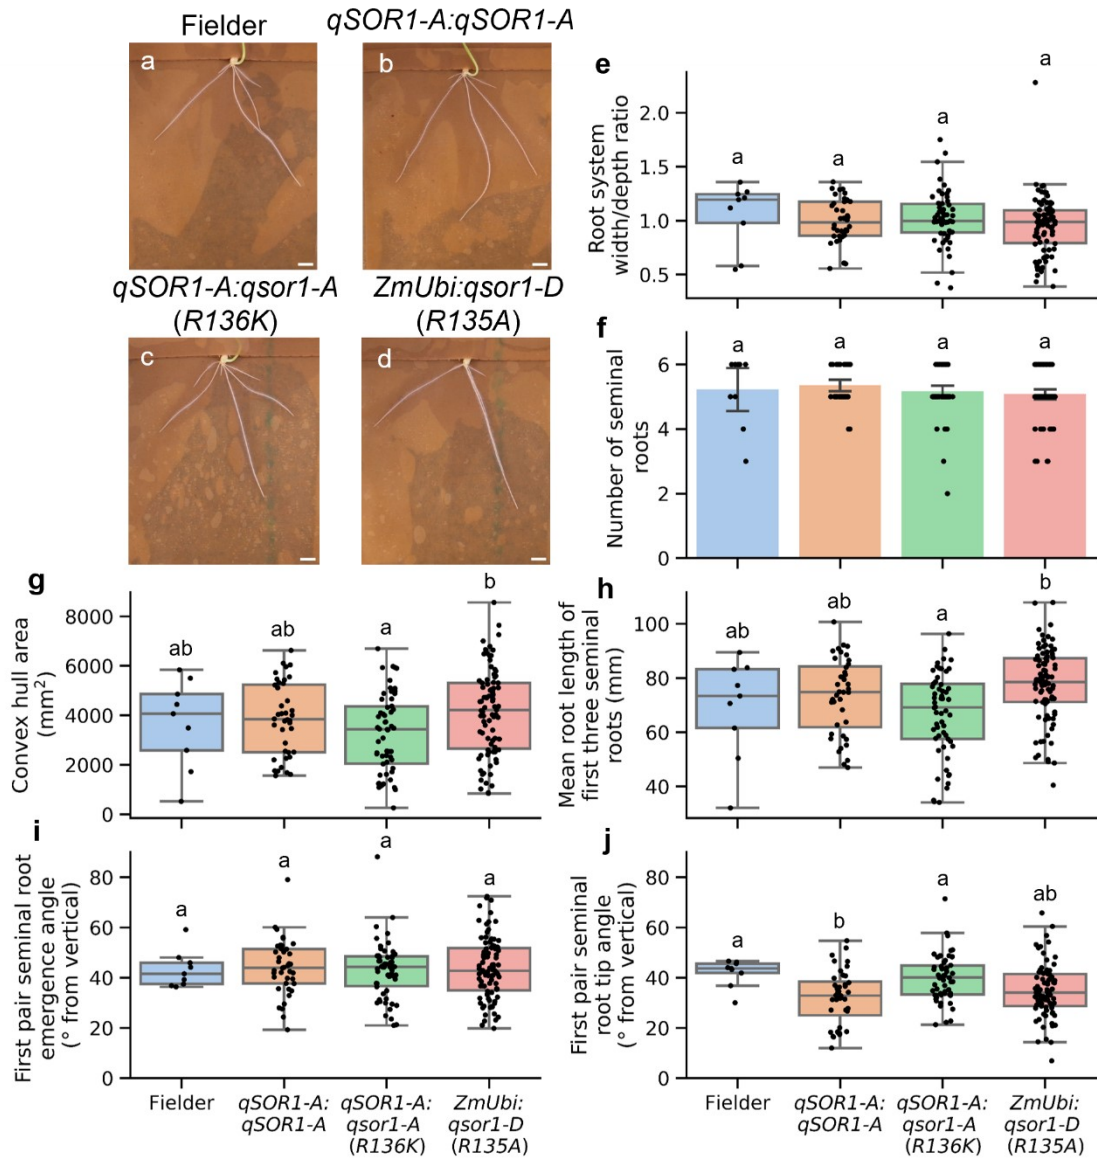 Fielder
qSOR1-A:qSOR1-A
a
b
qSOR1-A:qsor1-A
(R136K)
ZmUbi:qsor1-D
(R135A)
c
d
e
Root system
width/depth ratio
2.0
1.5
1.0
0.5
a
a
a
a
f
Number of seminal
roots
6
4
2
0
a
a
a
a
g
Convex hull area
(mm²)
8000
6000
4000
2000
0
ab
ab
a
b
h
Mean root length of
first three seminal
roots (mm)
100
80
60
40
ab
ab
a
b
i
First pair seminal root
emergence angle
(° from vertical)
80
60
40
20
0
a
a
a
a
Fielder
qSOR1-A:
qSOR1-A
qSOR1-A:
qsor1-A
(R136K)
ZmUbi:
qsor1-D
(R135A)
j
First pair seminal
root tip angle
(° from vertical)
80
60
40
20
0
a
b
a
ab
Fielder
qSOR1-A:
qSOR1-A
qSOR1-A:
qsor1-A
(R136K)
ZmUbi:
qsor1-D
(R135A)